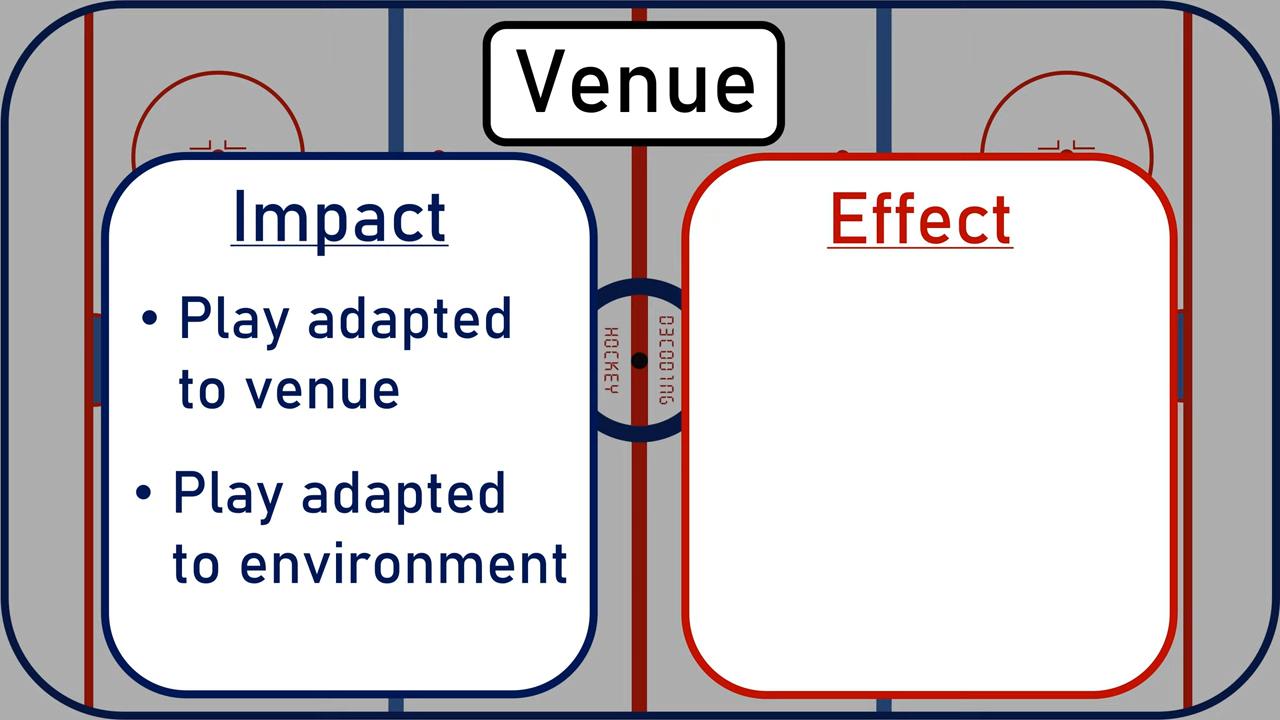 Venue
Impact
• Play adapted
to venue
• Play adapted
to environment
Effect
HOCKEY
DECODING